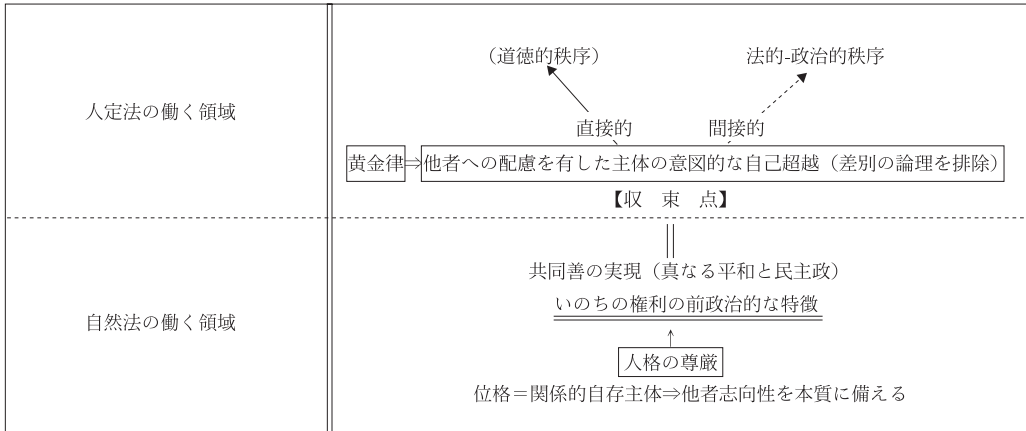 （道徳的秩序） 法的-政治的秩序
人定法の働く領域
直接的 間接的
黄金律⇒他者への配慮を有した主体の意図的な自己超越（差別の論理を排除）
【収　束　点】
共同善の実現（真なる平和と民主政）
いのちの権利の前政治的な特徴
自然法の働く領域
人格の尊厳
位格＝関係的自存主体⇒他者志向性を本質に備える